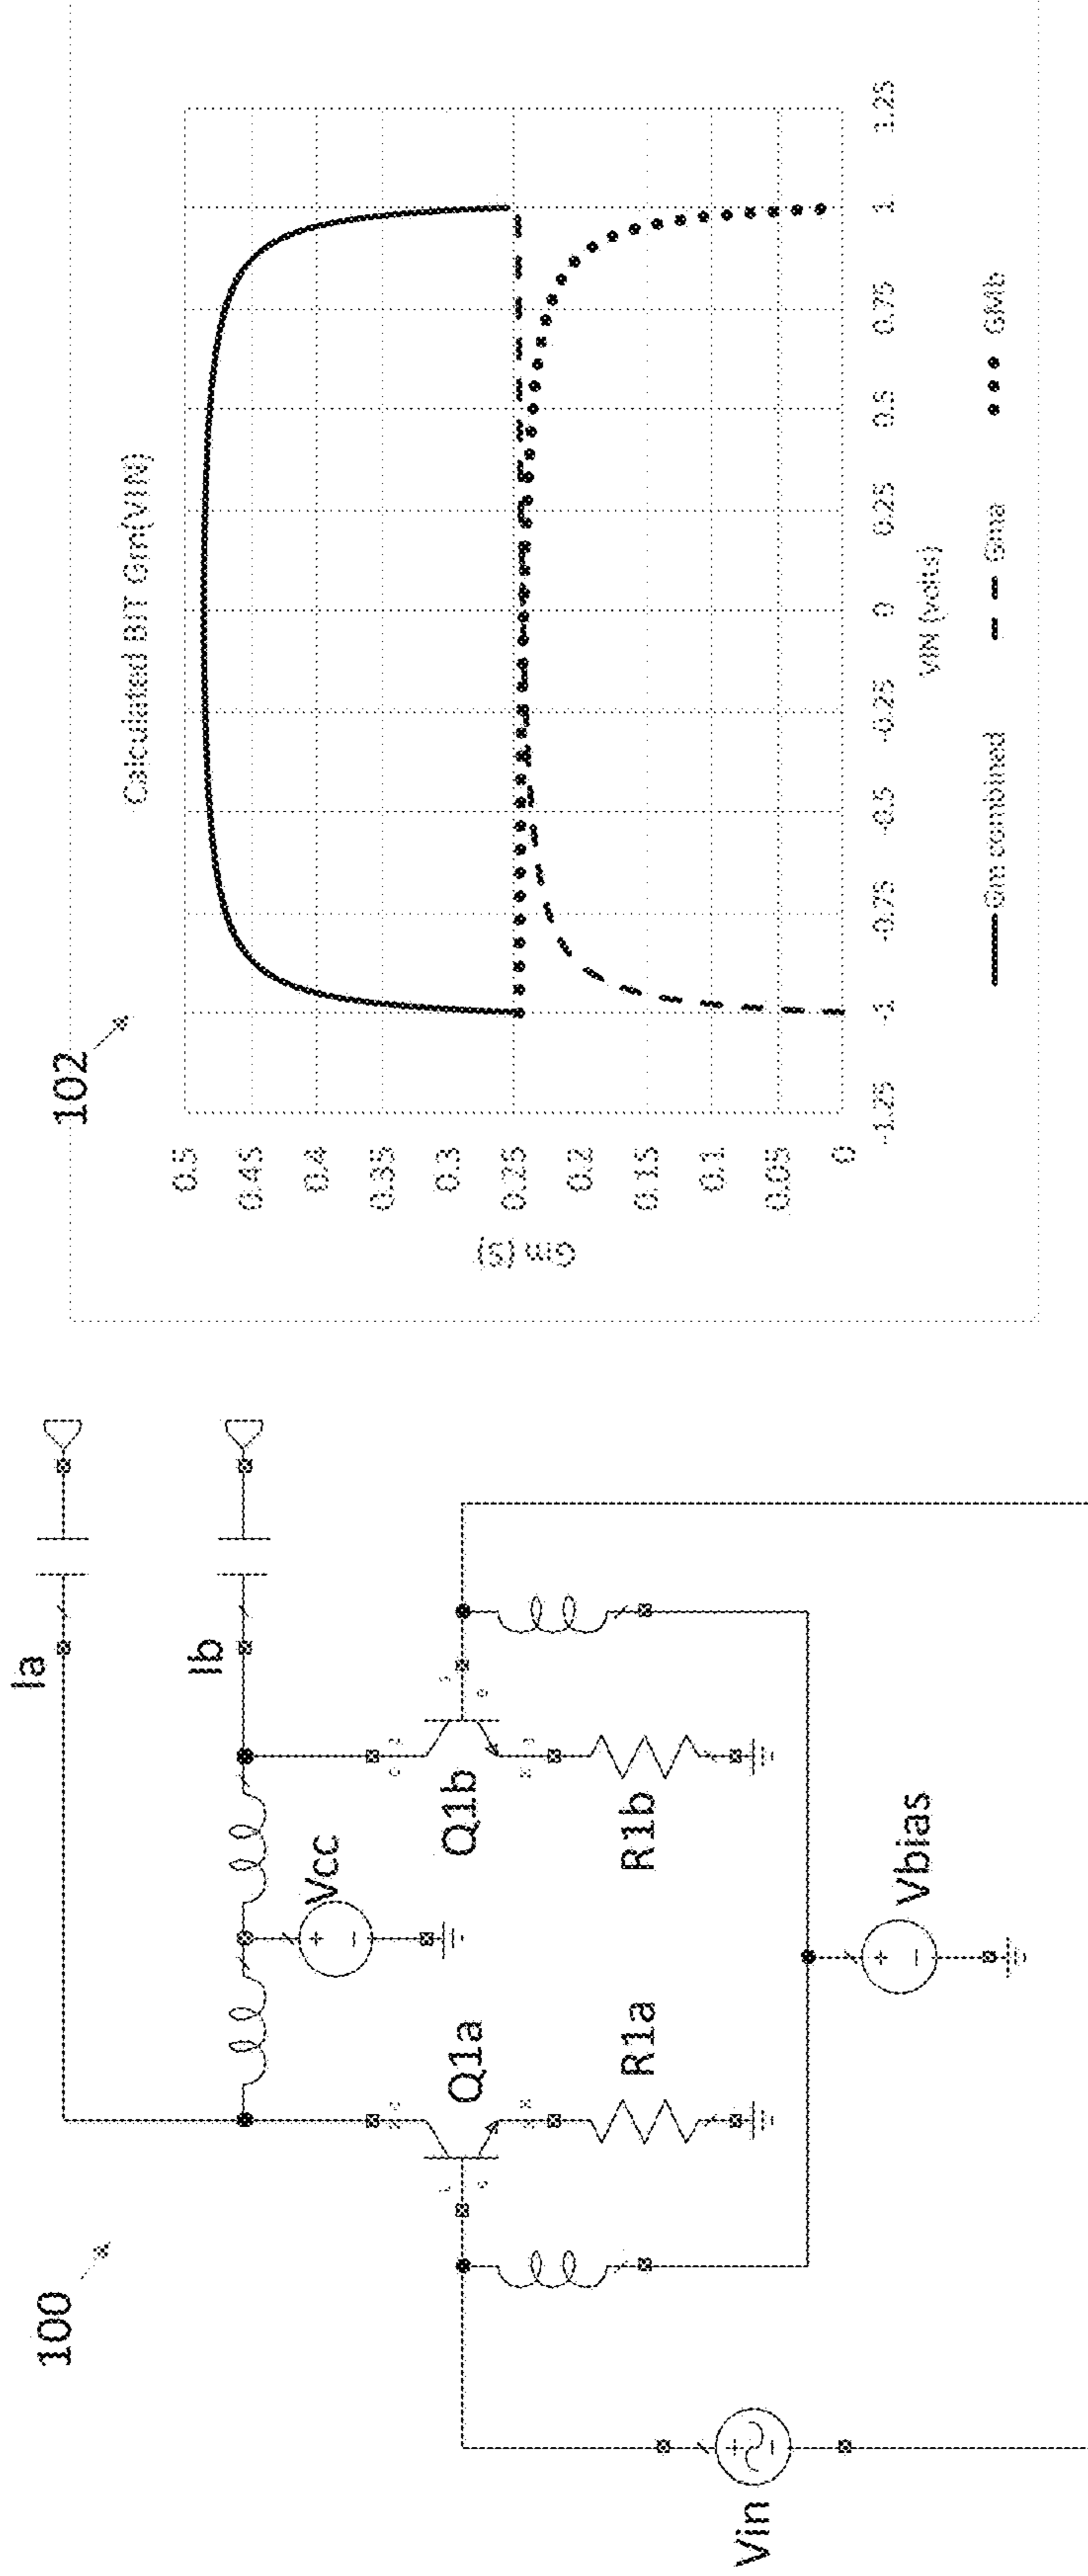 100
Ia
Ib
Vcc
Q1a
Q1b
R1a
R1b
Vin
Vbias
102
Calculated BJT Gm(VIN)
Gm (S)
0.5
0.45
0.4
0.35
0.3
0.25
0.2
0.15
0.1
0.05
0
-1.25
-1
-0.75
-0.5
-0.25
0
0.25
0.5
0.75
1
1.25
VIN (volts)
Gm combined
Gma
GMb